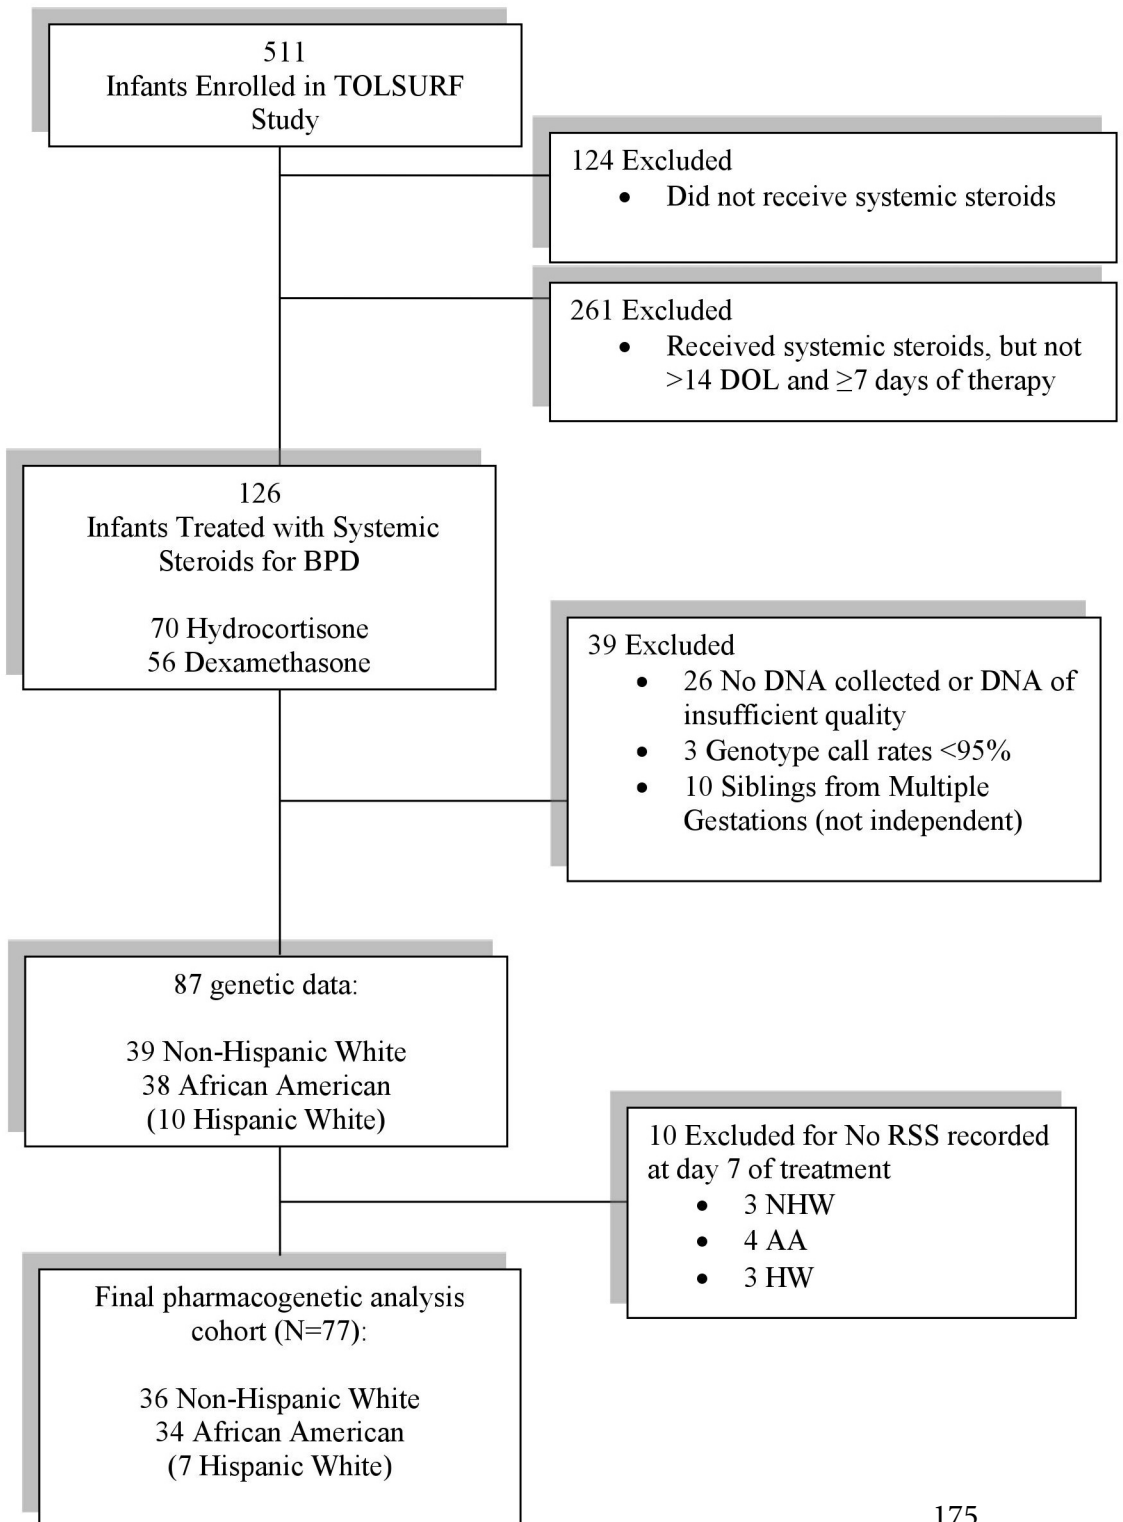 511
Infants Enrolled in TOLSURF
Study
124 Excluded
• Did not receive systemic steroids
261 Excluded
• Received systemic steroids, but not
>14 DOL and ≥7 days of therapy
126
Infants Treated with Systemic
Steroids for BPD
70 Hydrocortisone
56 Dexamethasone
39 Excluded
• 26 No DNA collected or DNA of
insufficient quality
• 3 Genotype call rates <95%
• 10 Siblings from Multiple
Gestations (not independent)
87 genetic data:
39 Non-Hispanic White
38 African American
(10 Hispanic White)
10 Excluded for No RSS recorded
at day 7 of treatment
• 3 NHW
• 4 AA
• 3 HW
Final pharmacogenetic analysis
cohort (N=77):
36 Non-Hispanic White
34 African American
(7 Hispanic White)
175